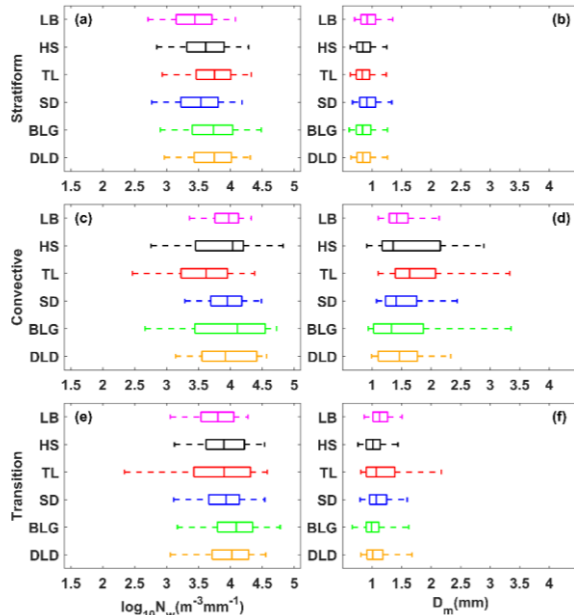 (a)
Stratiform
LB
HS
TL
SD
BLG
DLD
1.5 2 2.5 3 3.5 4 4.5 5
(b)
LB
HS
TL
SD
BLG
DLD
1 1.5 2 2.5 3 3.5 4
(c)
Convective
LB
HS
TL
SD
BLG
DLD
1.5 2 2.5 3 3.5 4 4.5 5
(d)
LB
HS
TL
SD
BLG
DLD
1 1.5 2 2.5 3 3.5 4
(e)
Transition
LB
HS
TL
SD
BLG
DLD
1.5 2 2.5 3 3.5 4 4.5 5
log₁₀N_w(m⁻³mm⁻¹)
(f)
LB
HS
TL
SD
BLG
DLD
1 1.5 2 2.5 3 3.5 4
D_m(mm)